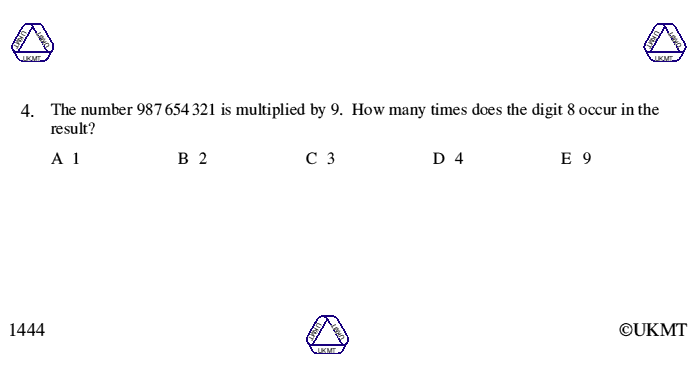 UKMT UKMT UKMT
UKMT UKMT UKMT
4. The number 987 654 321 is multiplied by 9. How many times does the digit 8 occur in the
result?
A 1 B 2 C 3 D 4 E 9
1444
UKMT UKMT UKMT
©UKMT